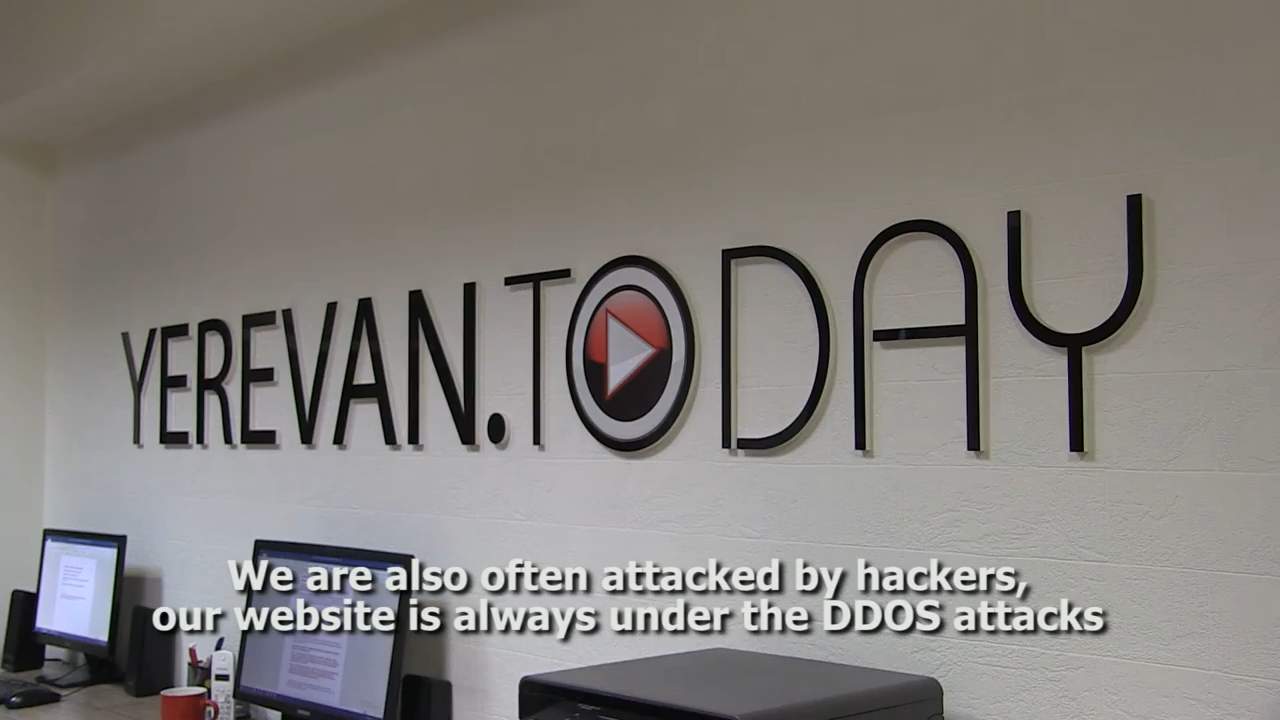 YEREVAN.TODAY
We are also often attacked by hackers,
our website is always under the DDOS attacks